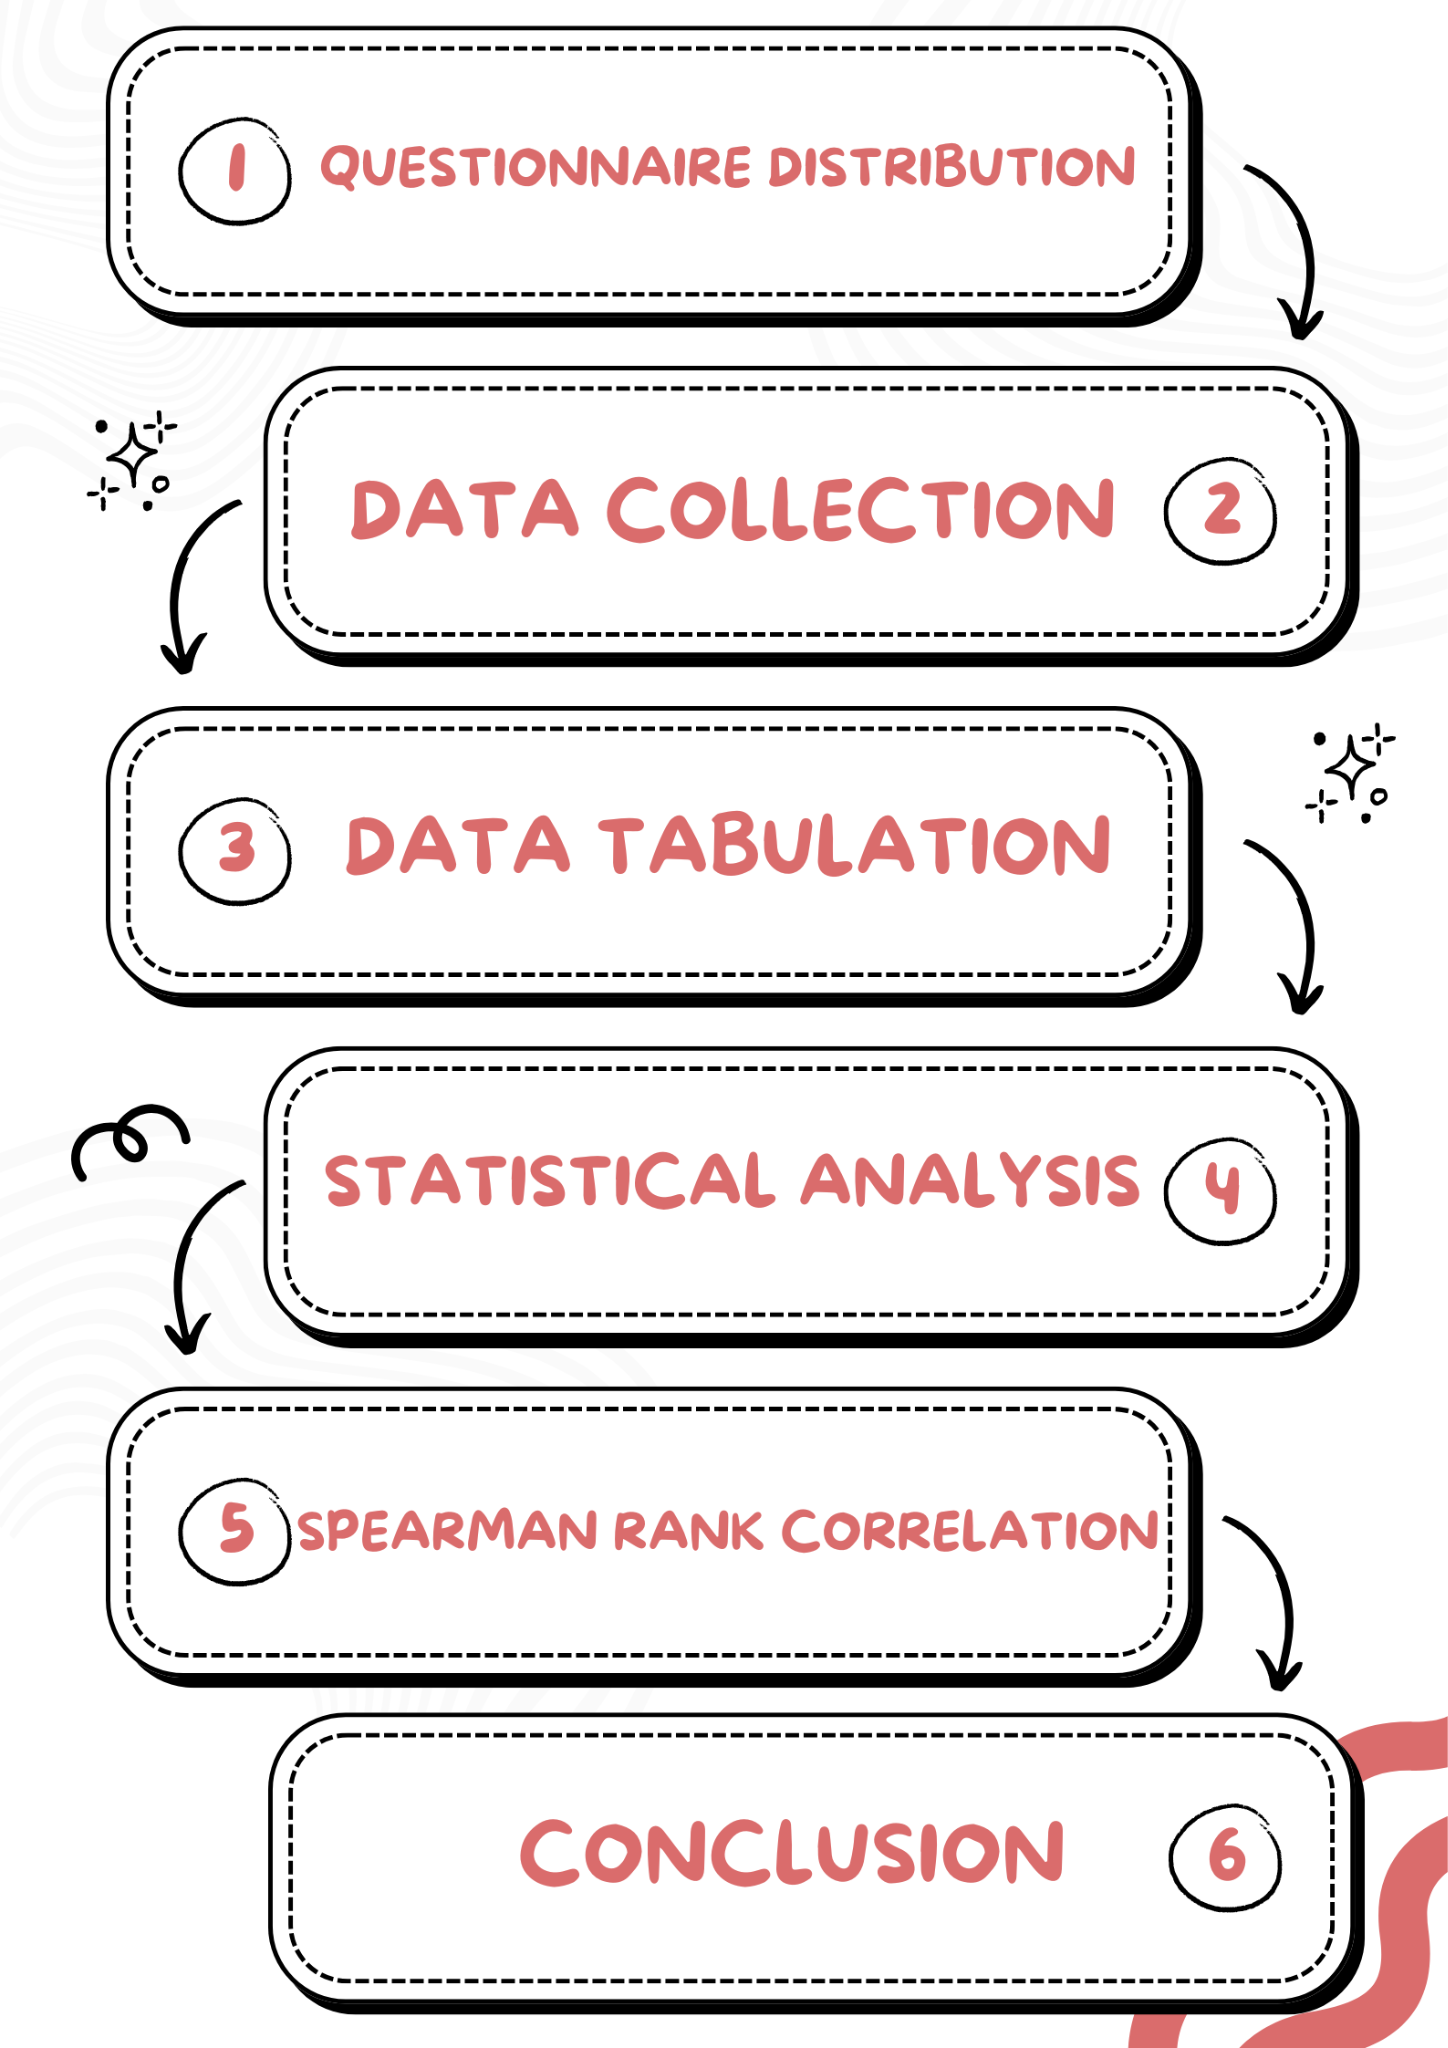 1 QUESTIONNAIRE DISTRIBUTION
DATA COLLECTION 2
3 DATA TABULATION
STATISTICAL ANALYSIS 4
5 SPEARMAN RANK CORRELATION
CONCLUSION 6